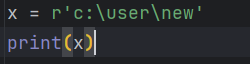 x = r'c:\user\new'
print(x)